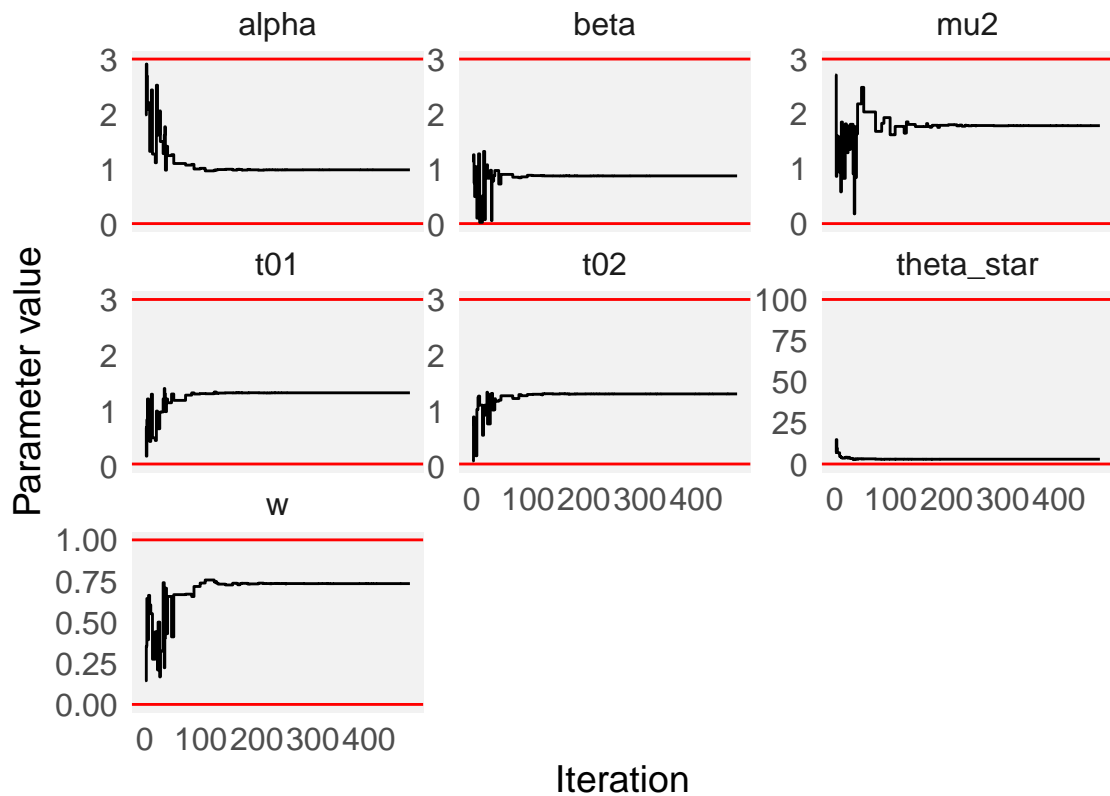 alpha beta mu2
3 3 3
2 2 2
1 1 1
0 0 0
t01 t02 theta_star
3 3 100
2 2 75
50
1 1 25
0 0 0
0 100 200 300 400 0 100 200 300 400
w
1.00
0.75
0.50
0.25
0.00
0 100 200 300 400
Parameter value
Iteration